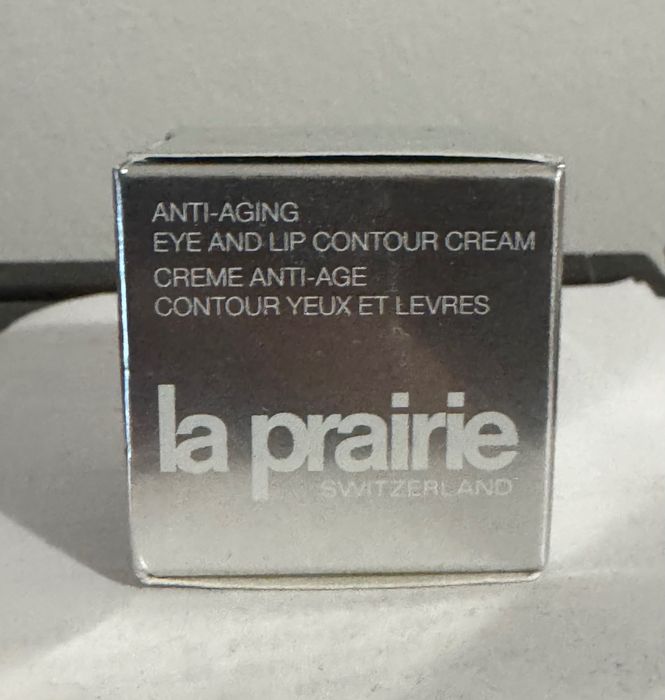 ANTI-AGING
EYE AND LIP CONTOUR CREAM
CREME ANTI-AGE
CONTOUR YEUX ET LEVRES
la prairie
SWITZERLAND